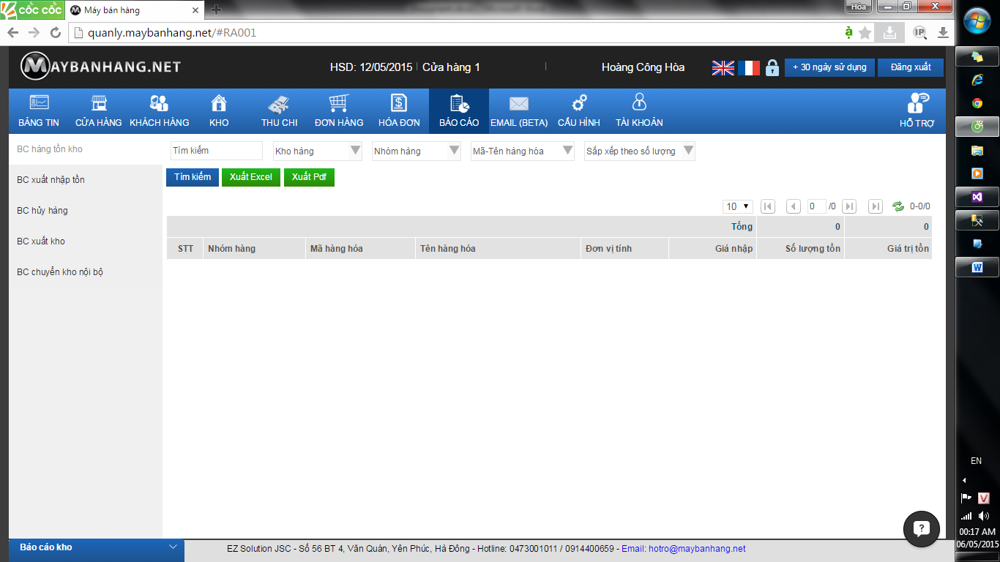 cốc cốc Máy bán hàng Hòa
quanly.maybanhang.net/#RA001 IP
MAYBANHANG.NET HSD: 12/05/2015 Cửa hàng 1 Hoàng Công Hòa + 30 ngày sử dụng Đăng xuất
BẢNG TIN CỬA HÀNG KHÁCH HÀNG KHO THU CHI ĐƠN HÀNG HÓA ĐƠN BÁO CÁO EMAIL (BETA) CẤU HÌNH TÀI KHOẢN HỖ TRỢ
BC hàng tồn kho
BC xuất nhập tồn
BC hủy hàng
BC xuất kho
BC chuyển kho nội bộ
Tìm kiếm Kho hàng Nhóm hàng Mã-Tên hàng hóa Sắp xếp theo số lượng
Tìm kiếm Xuất Excel Xuất Pdf
10 0 /0 0-0/0
Tổng 0 0
STT Nhóm hàng Mã hàng hóa Tên hàng hóa Đơn vị tính Giá nhập Số lượng tồn Giá trị tồn
Báo cáo kho
EZ Solution JSC - Số 56 BT 4, Văn Quán, Yên Phúc, Hà Đông - Hotline: 0473001011 / 0914400659 - Email: hotro@maybanhang.net
EN
00:17 AM
06/05/2015